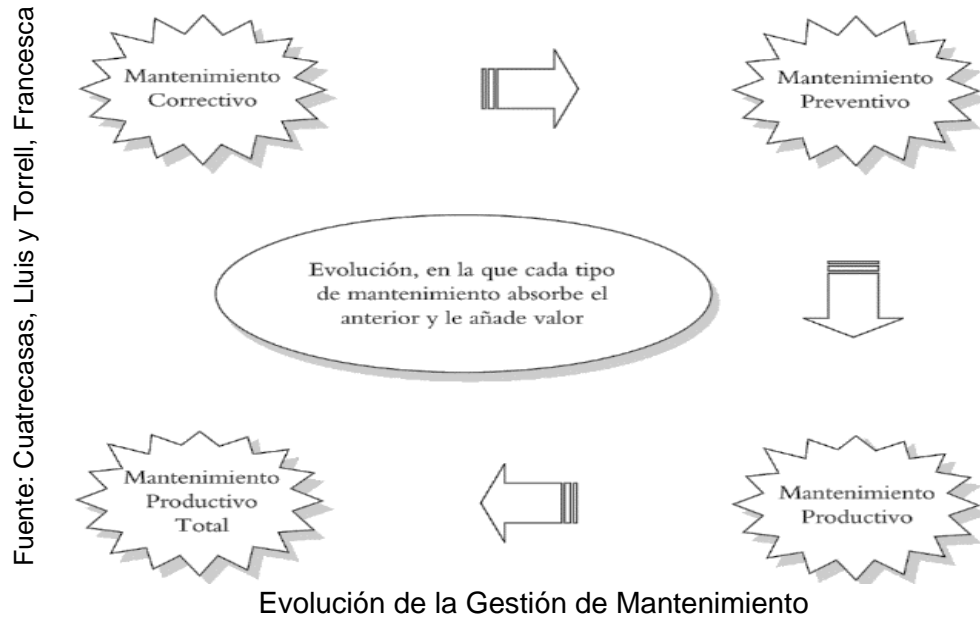 Fuente: Cuatrecasas, Lluis y Torrell, Francesca
Mantenimiento
Correctivo
Mantenimiento
Preventivo
Evolución, en la que cada tipo
de mantenimiento absorbe el
anterior y le añade valor
Mantenimiento
Productivo
Total
Mantenimiento
Productivo
Evolución de la Gestión de Mantenimiento